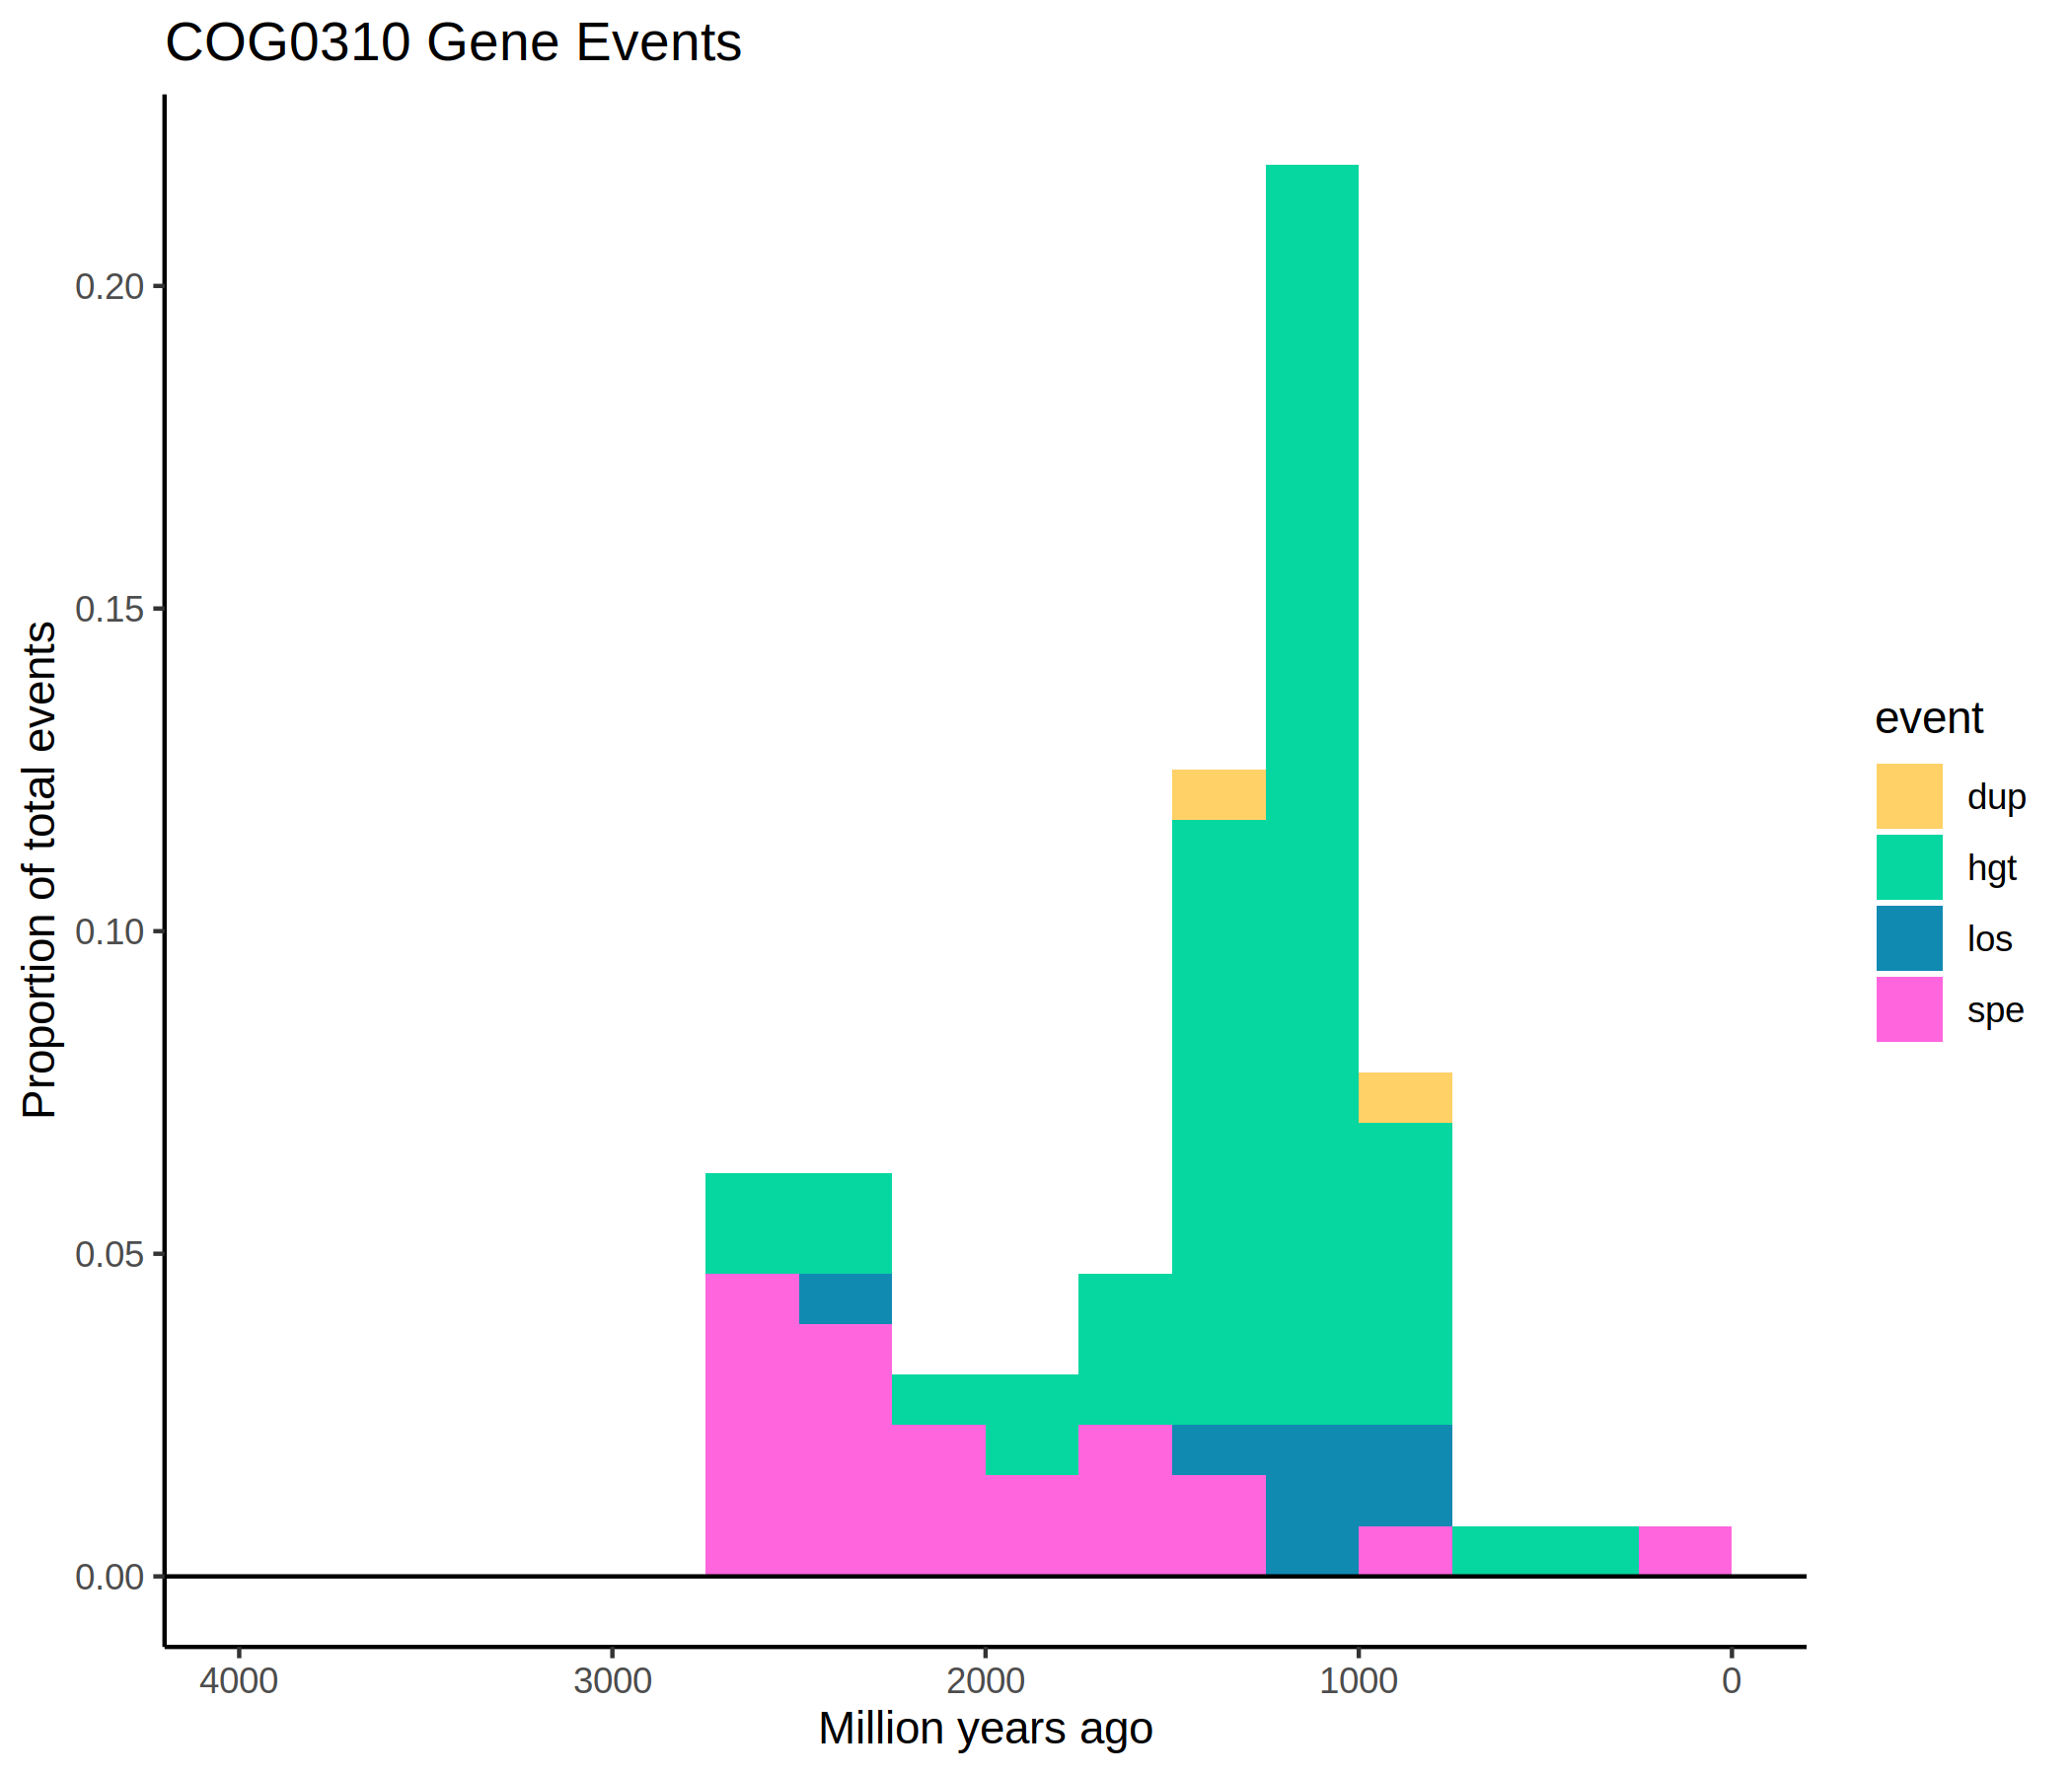 COG0310 Gene Events
Proportion of total events
0.20
0.15
0.10
0.05
0.00
4000 3000 2000 1000 0
Million years ago
event
dup
hgt
los
spe